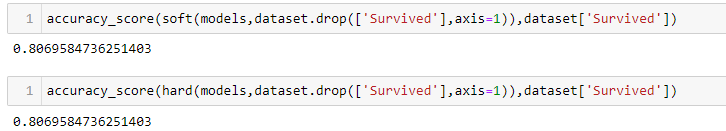 1 accuracy_score(soft(models,dataset.drop(['Survived'],axis=1)),dataset['Survived'])
0.8069584736251403
1 accuracy_score(hard(models,dataset.drop(['Survived'],axis=1)),dataset['Survived'])
0.8069584736251403